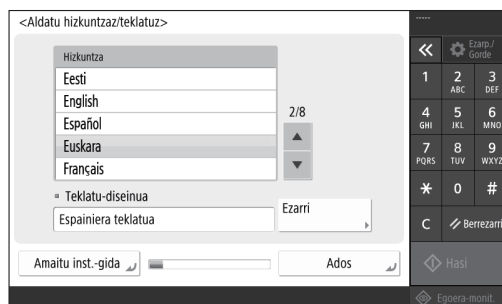 <Aldatu hizkuntzaz/teklatuz>
Hizkuntza
Eesti
English
Español
Euskara
Français
2/8
Teklatu-diseinua
Espainiera teklatua
Ezarri
Amaitu inst.-gida
Ados
-----
Ezarp./
Gorde
1 2 3
ABC DEF
4 5 6
GHI JKL MNO
7 8 9
PQRS TUV WXYZ
* 0 #
C Berrezarri
Hasi
Egoera-monit.